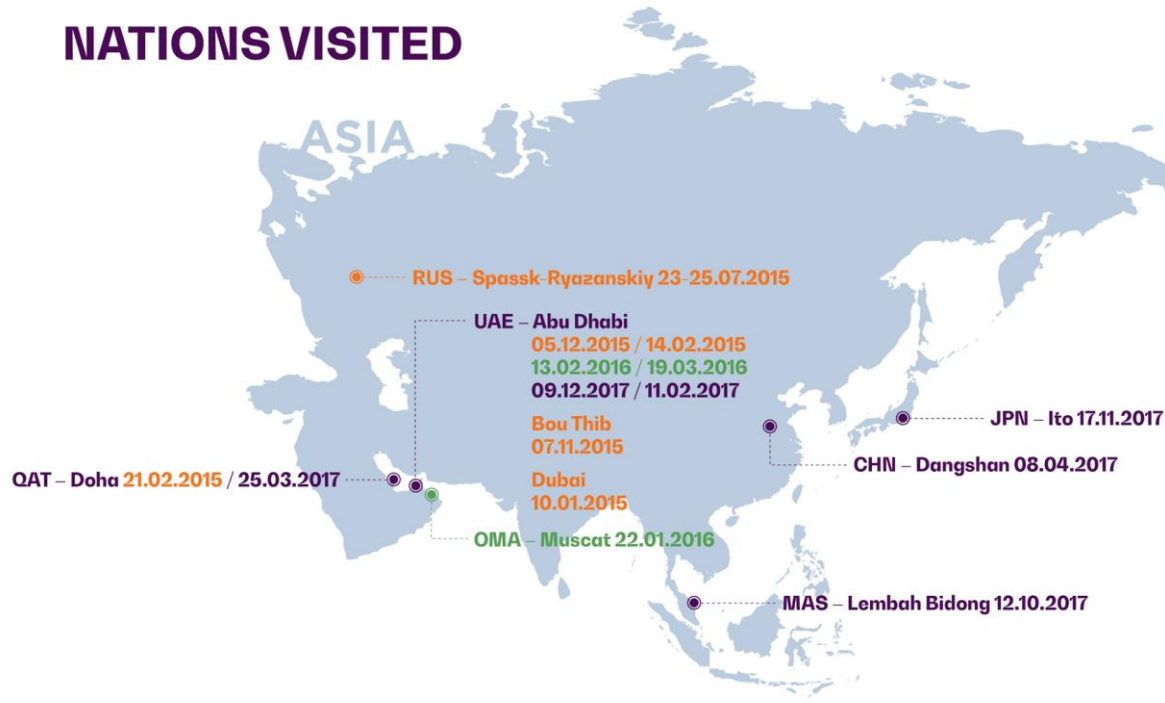 NATIONS VISITED
ASIA
RUS – Spassk-Ryazanskiy 23-25.07.2015
UAE – Abu Dhabi
05.12.2015 / 14.02.2015
13.02.2016 / 19.03.2016
09.12.2017 / 11.02.2017
Bou Thib
07.11.2015
Dubai
10.01.2015
JPN – Ito 17.11.2017
CHN – Dangshan 08.04.2017
QAT – Doha 21.02.2015 / 25.03.2017
OMA – Muscat 22.01.2016
MAS – Lembah Bidong 12.10.2017